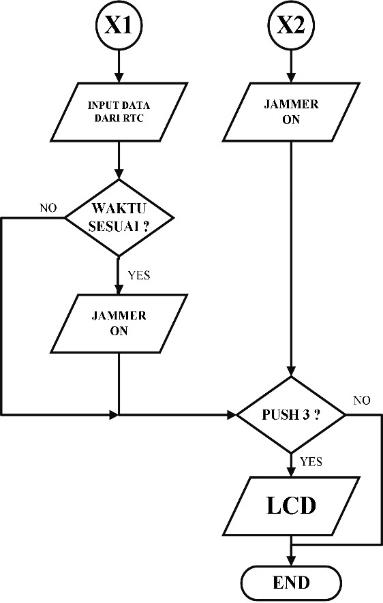 X1
X2
INPUT DATA
DARI RTC
JAMMER
ON
NO
WAKTU
SESUAI ?
YES
JAMMER
ON
PUSH 3 ?
NO
YES
LCD
END